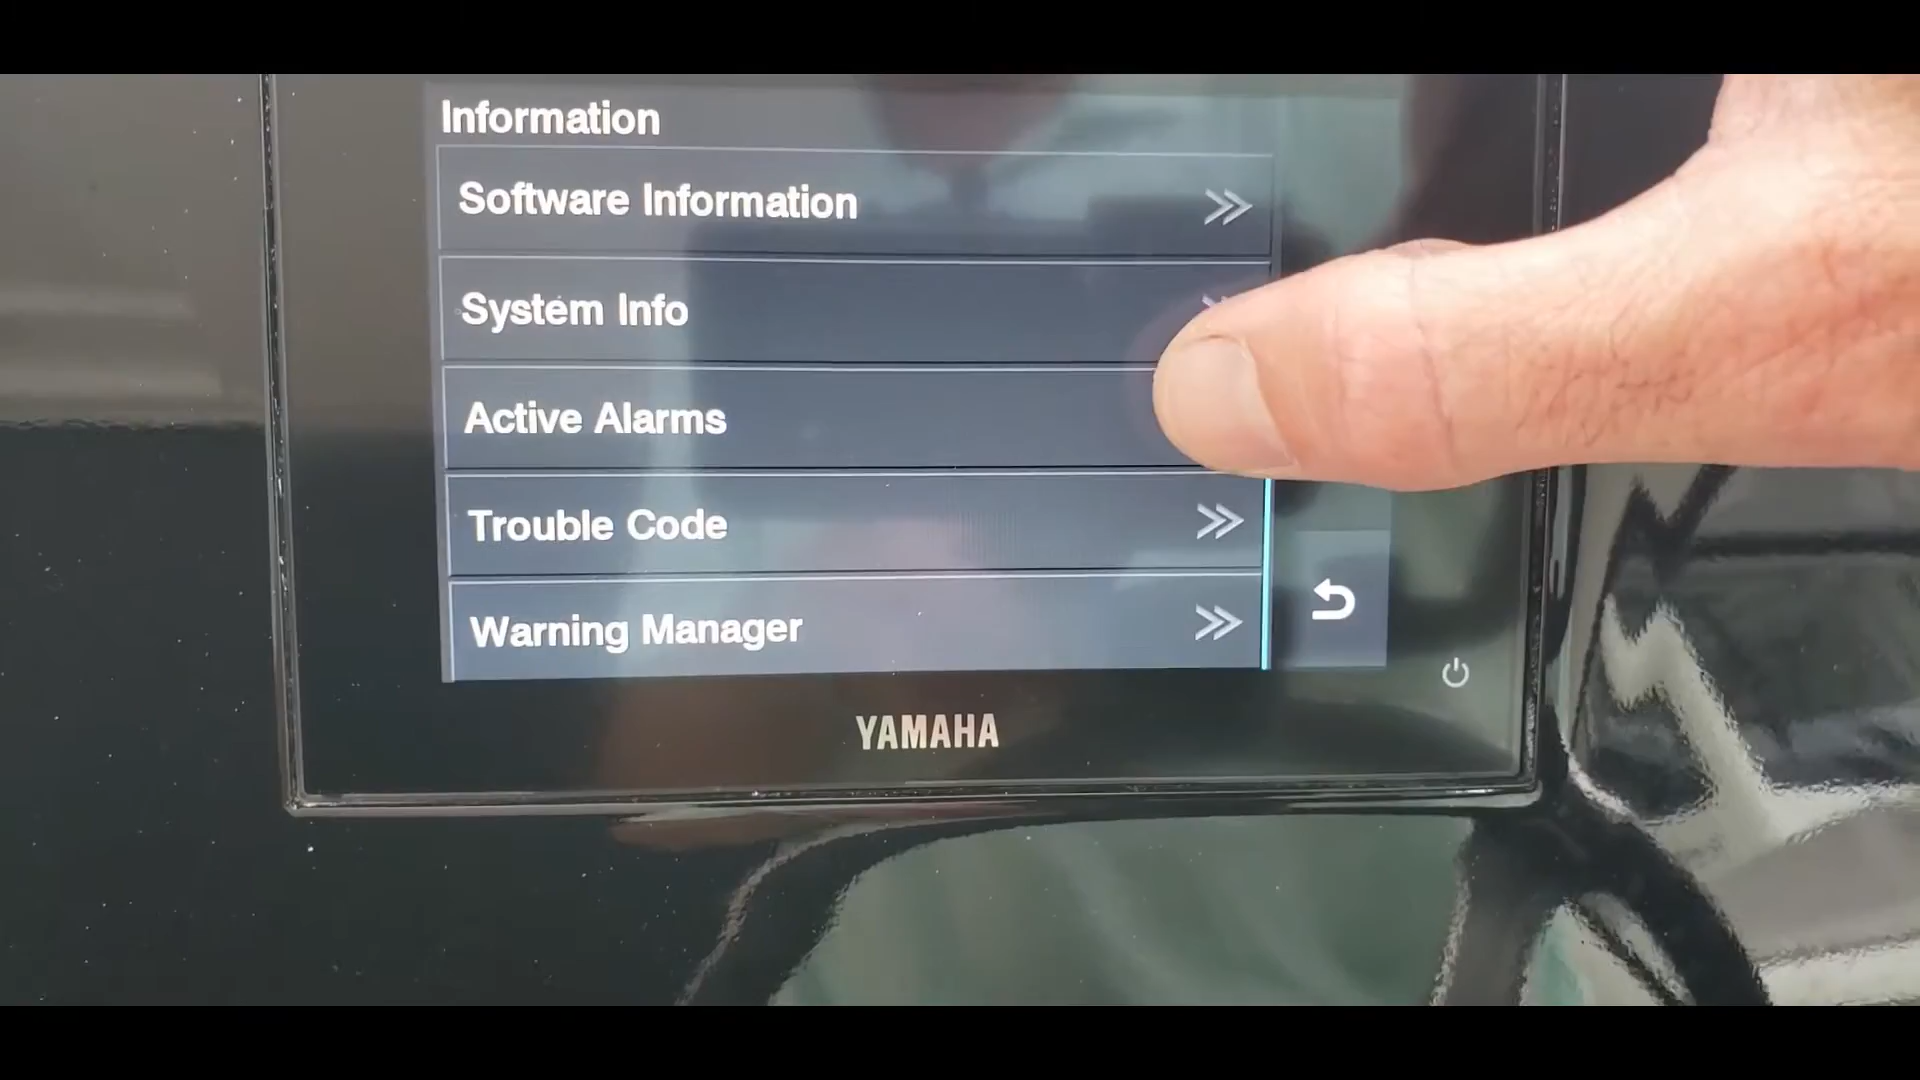 Information
Software Information
System Info
Active Alarms
Trouble Code
Warning Manager
YAMAHA